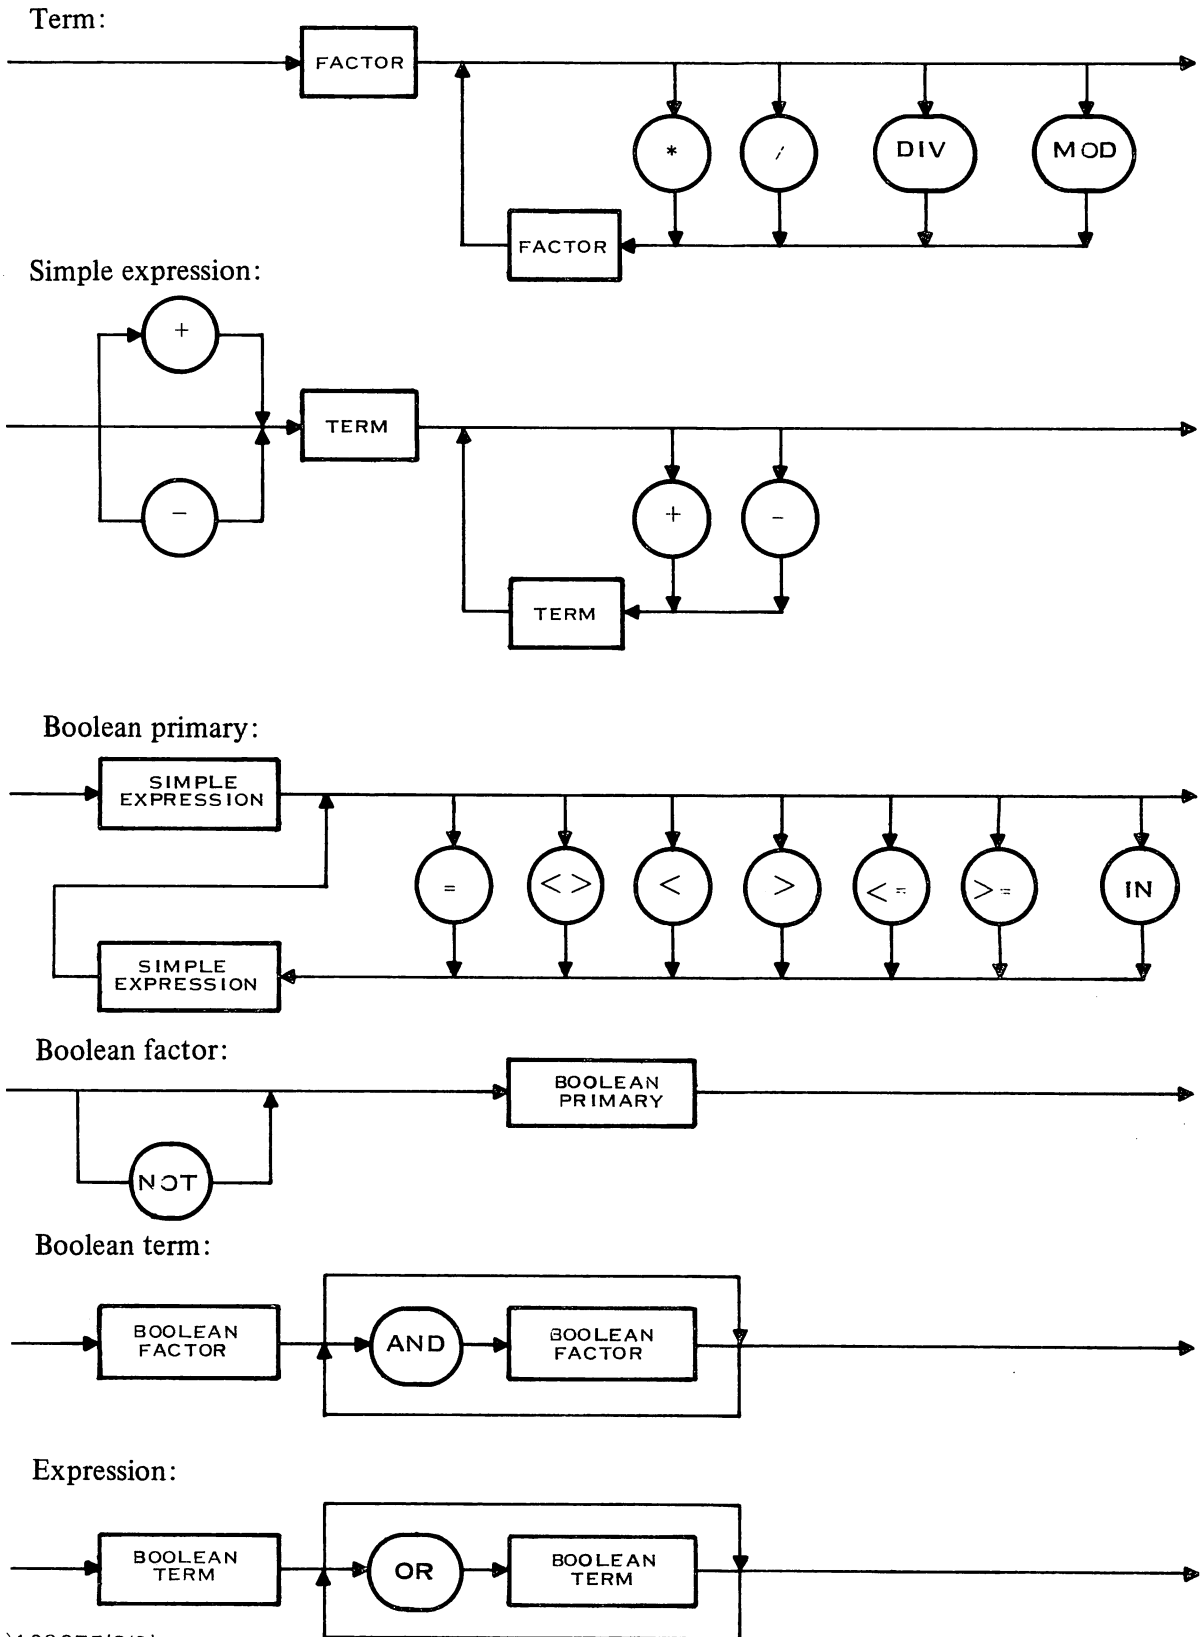 Term:
FACTOR
*
/
DIV
MOD
FACTOR
Simple expression:
+
-
TERM
+
-
TERM
Boolean primary:
SIMPLE
EXPRESSION
=
<>
<
>
<=
>=
IN
SIMPLE
EXPRESSION
Boolean factor:
BOOLEAN
PRIMARY
NOT
Boolean term:
BOOLEAN
FACTOR
AND
BOOLEAN
FACTOR
Expression:
BOOLEAN
TERM
OR
BOOLEAN
TERM